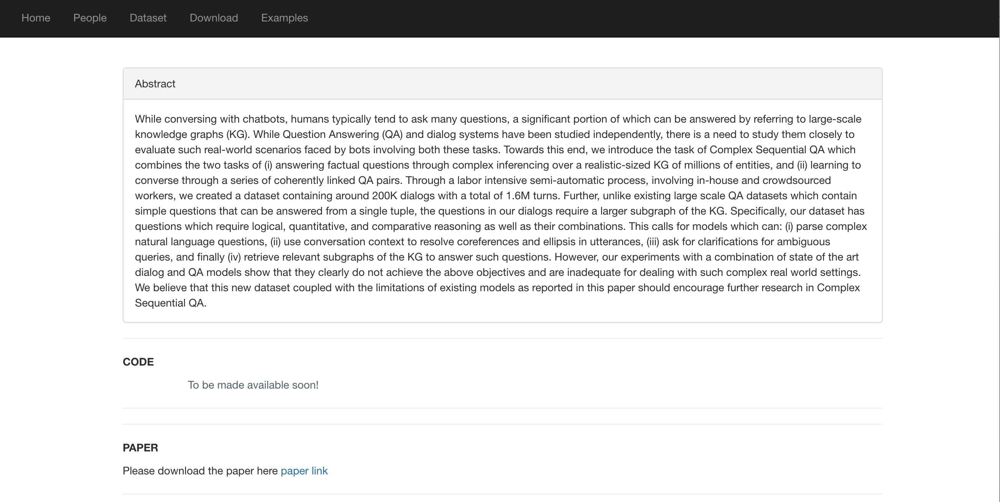 Home People Dataset Download Examples
Abstract
While conversing with chatbots, humans typically tend to ask many questions, a significant portion of which can be answered by referring to large-scale
knowledge graphs (KG). While Question Answering (QA) and dialog systems have been studied independently, there is a need to study them closely to
evaluate such real-world scenarios faced by bots involving both these tasks. Towards this end, we introduce the task of Complex Sequential QA which
combines the two tasks of (i) answering factual questions through complex inferencing over a realistic-sized KG of millions of entities, and (ii) learning to
converse through a series of coherently linked QA pairs. Through a labor intensive semi-automatic process, involving in-house and crowdsourced
workers, we created a dataset containing around 200K dialogs with a total of 1.6M turns. Further, unlike existing large scale QA datasets which contain
simple questions that can be answered from a single tuple, the questions in our dialogs require a larger subgraph of the KG. Specifically, our dataset has
questions which require logical, quantitative, and comparative reasoning as well as their combinations. This calls for models which can: (i) parse complex
natural language questions, (ii) use conversation context to resolve coreferences and ellipsis in utterances, (iii) ask for clarifications for ambiguous
queries, and finally (iv) retrieve relevant subgraphs of the KG to answer such questions. However, our experiments with a combination of state of the art
dialog and QA models show that they clearly do not achieve the above objectives and are inadequate for dealing with such complex real world settings.
We believe that this new dataset coupled with the limitations of existing models as reported in this paper should encourage further research in Complex
Sequential QA.
CODE
To be made available soon!
PAPER
Please download the paper here paper link